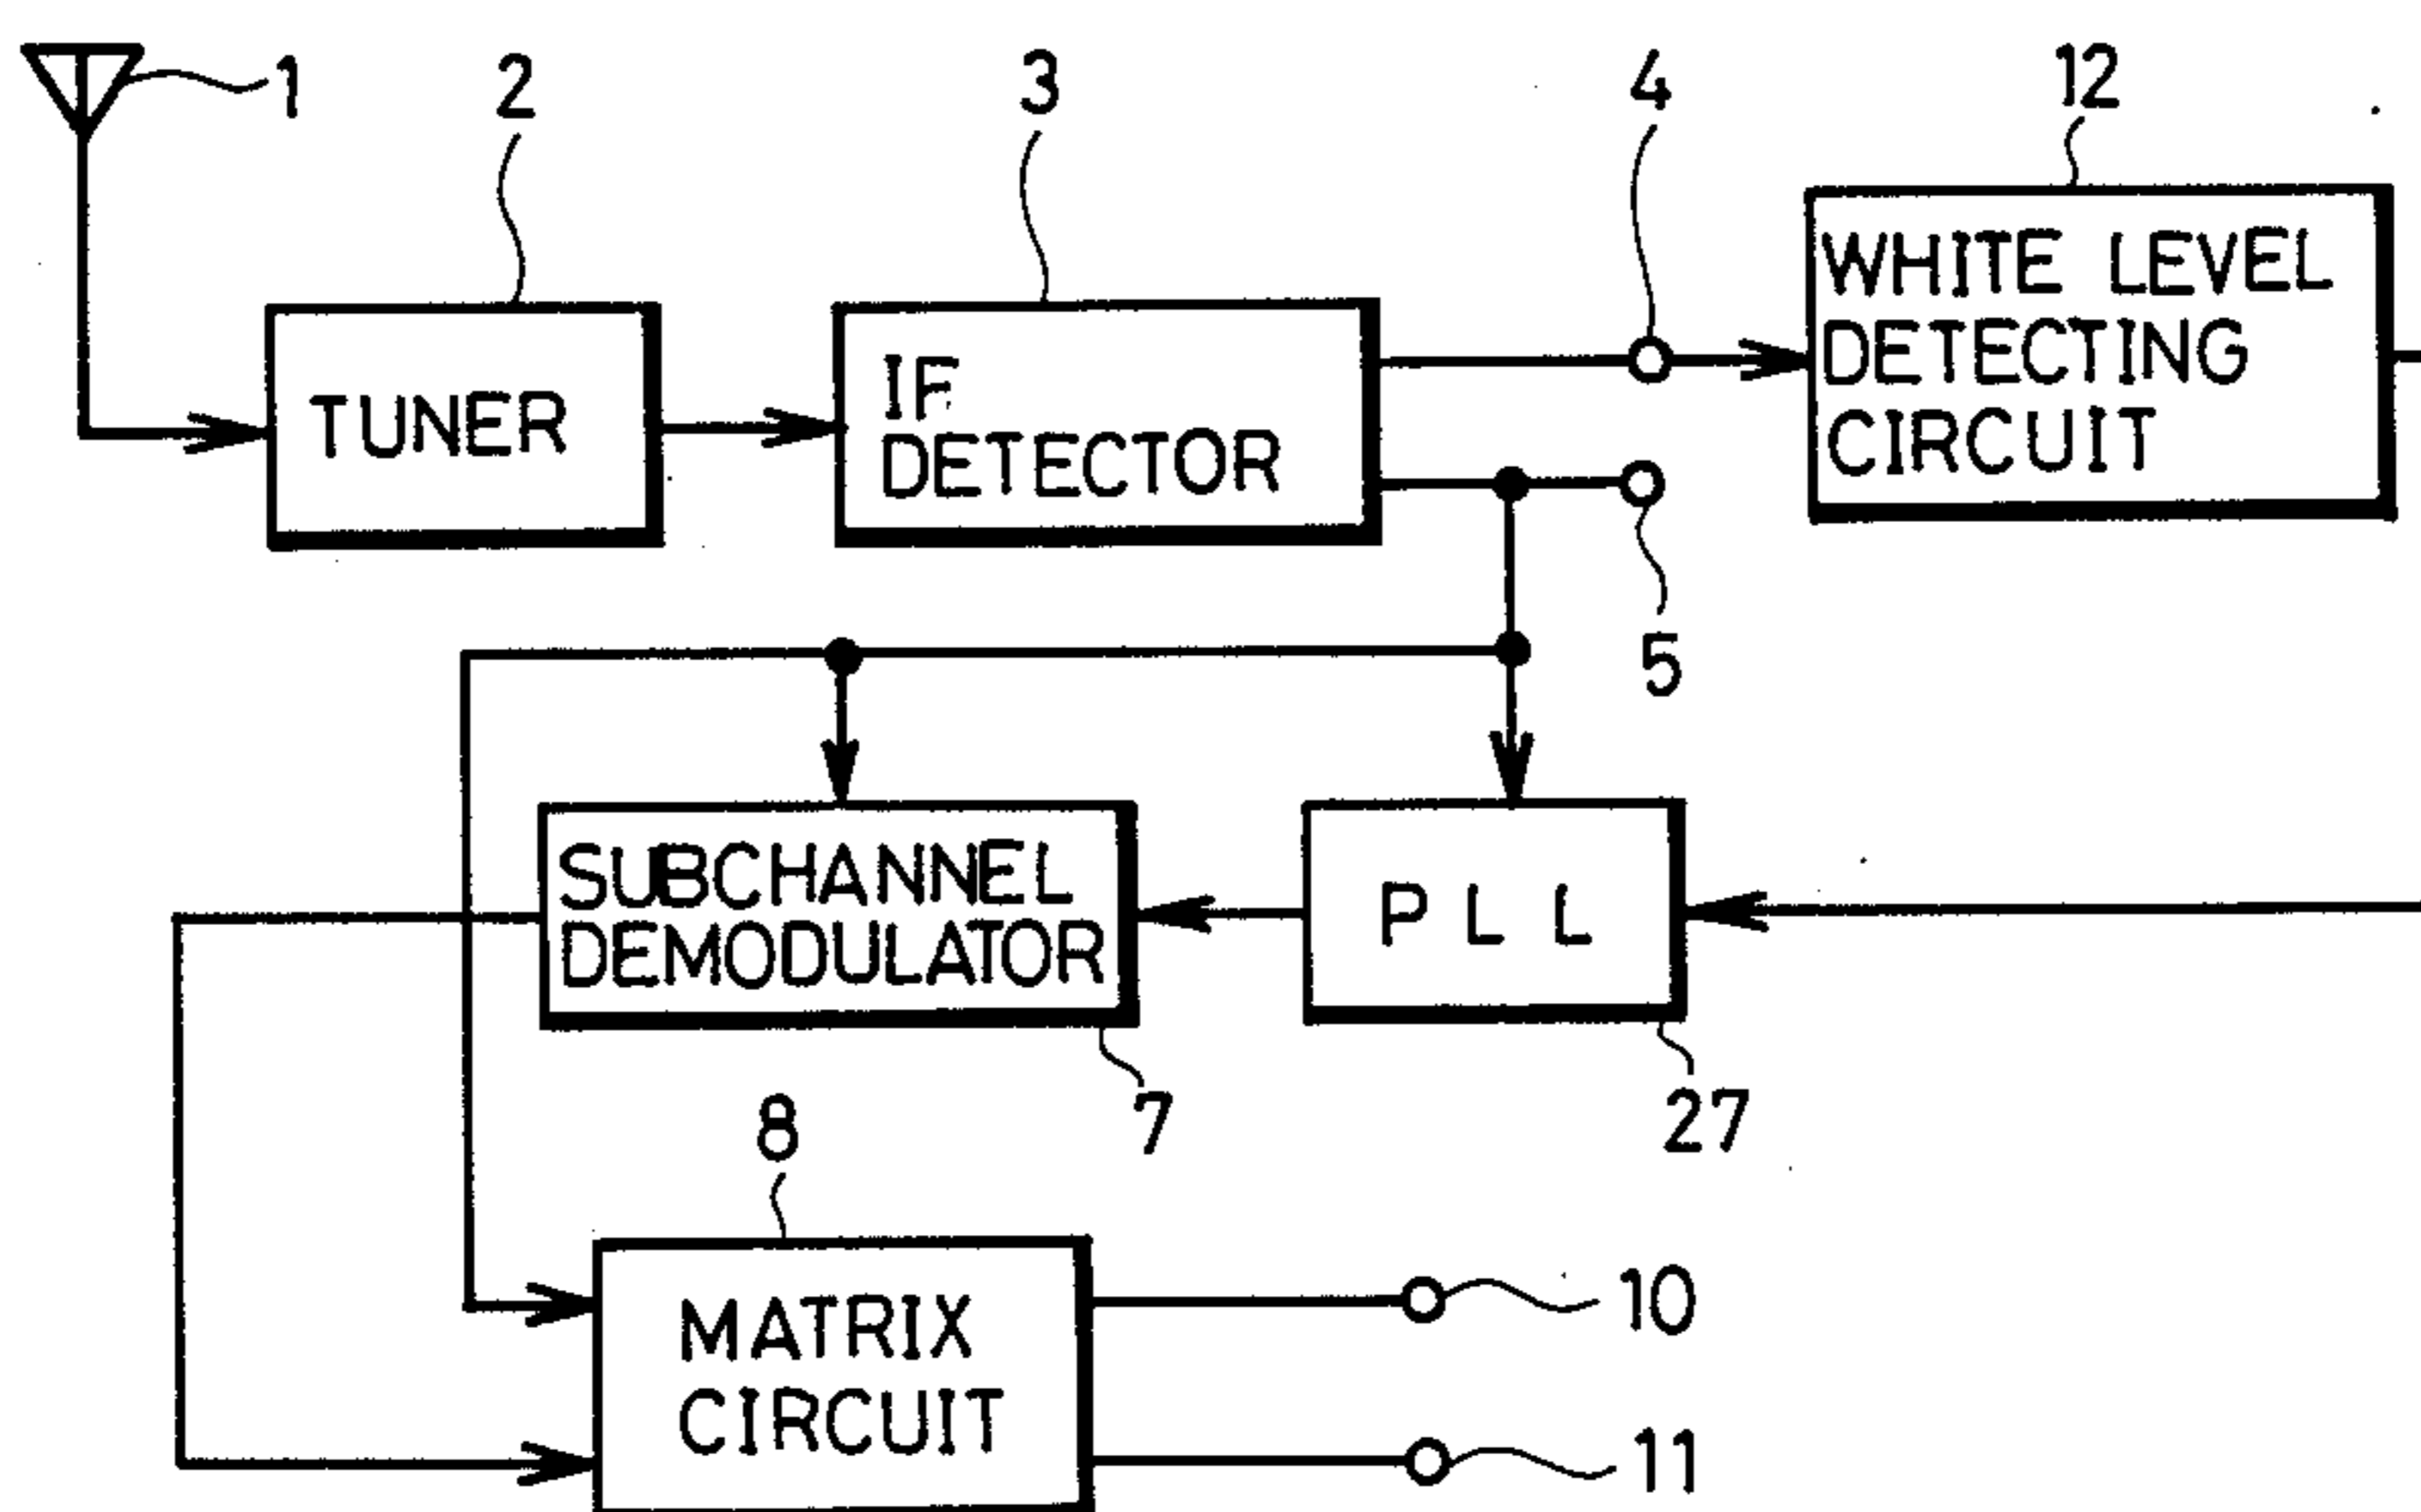 1
2
3
4
12
TUNER
IF
DETECTOR
WHITE LEVEL
DETECTING
CIRCUIT
5
SUBCHANNEL
DEMODULATOR
PLL
7
27
8
MATRIX
CIRCUIT
10
11